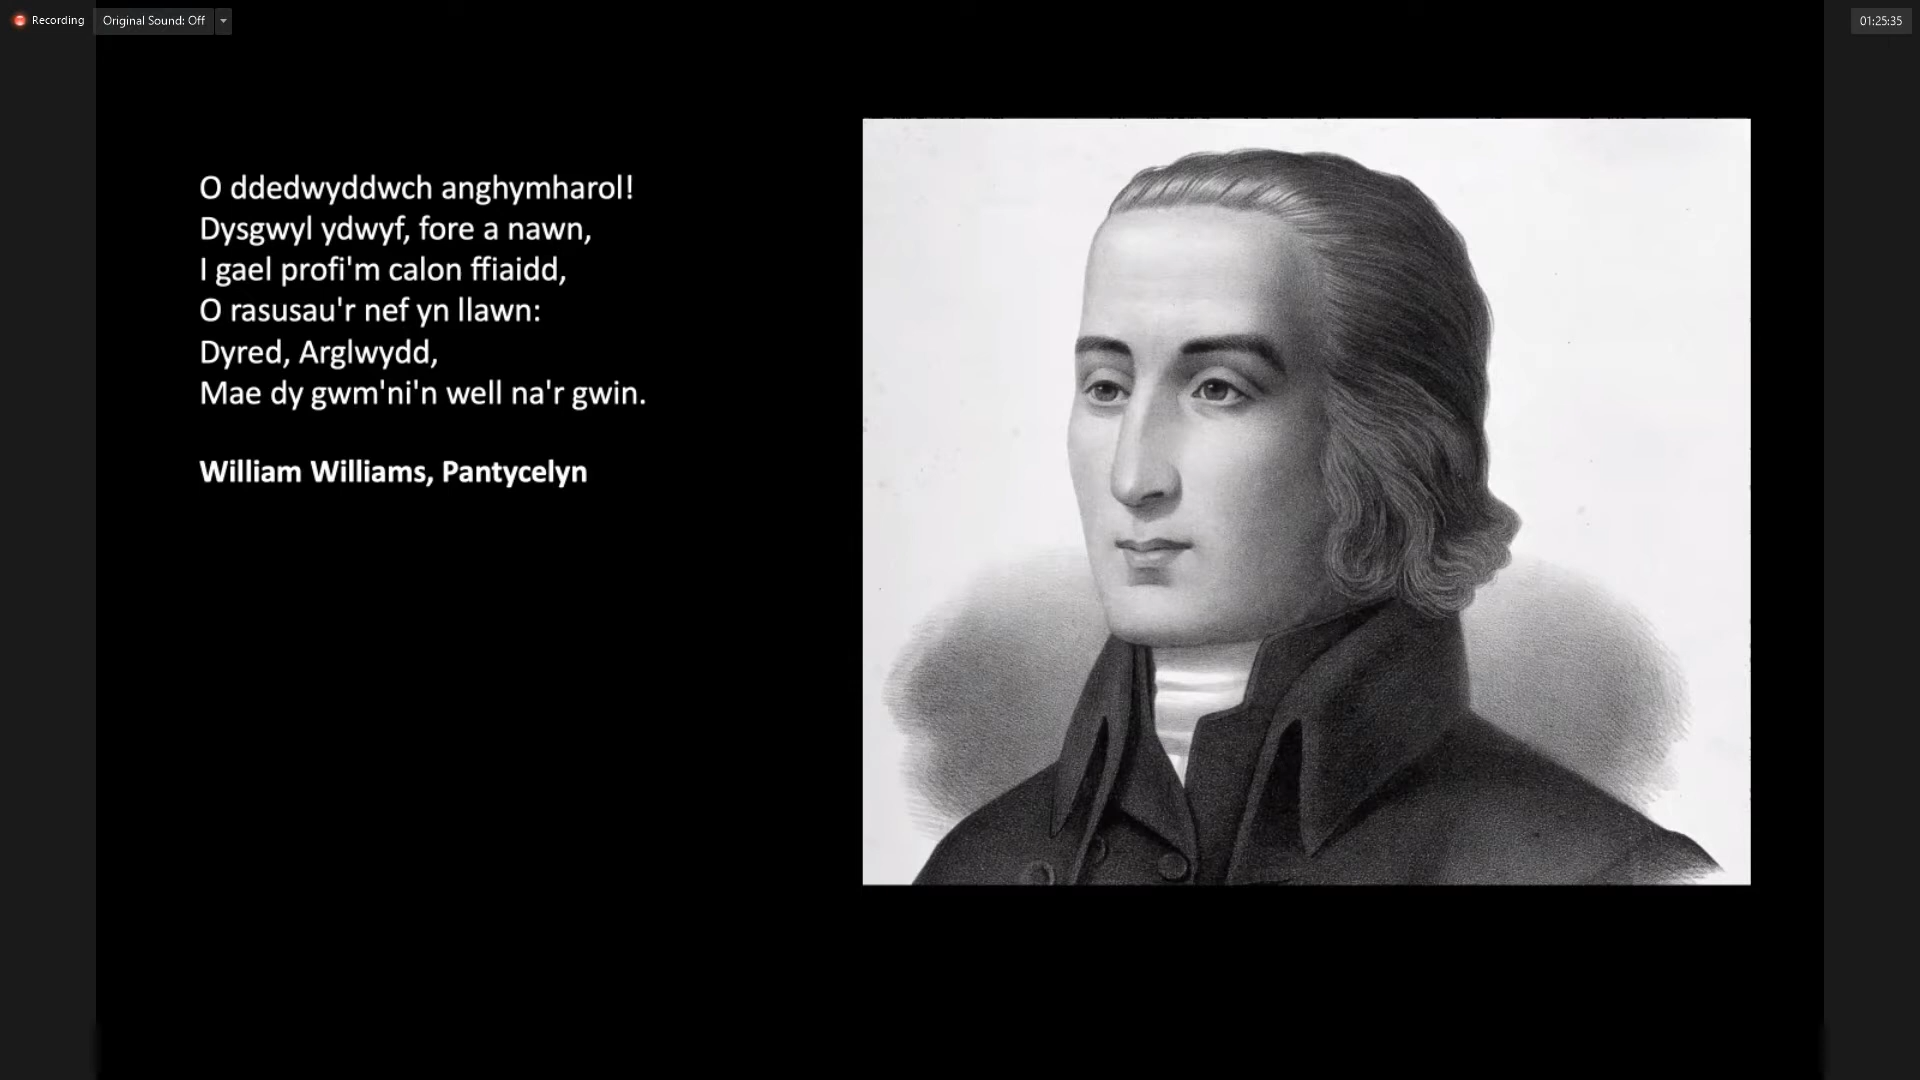 Recording
Original Sound: Off
01:25:35
O ddedwyddwch anghymharol!
Dysgwyl ydwyf, fore a nawn,
I gael profi'm calon ffiaidd,
O rasusau'r nef yn llawn:
Dyred, Arglwydd,
Mae dy gwm'ni'n well na'r gwin.
William Williams, Pantycelyn